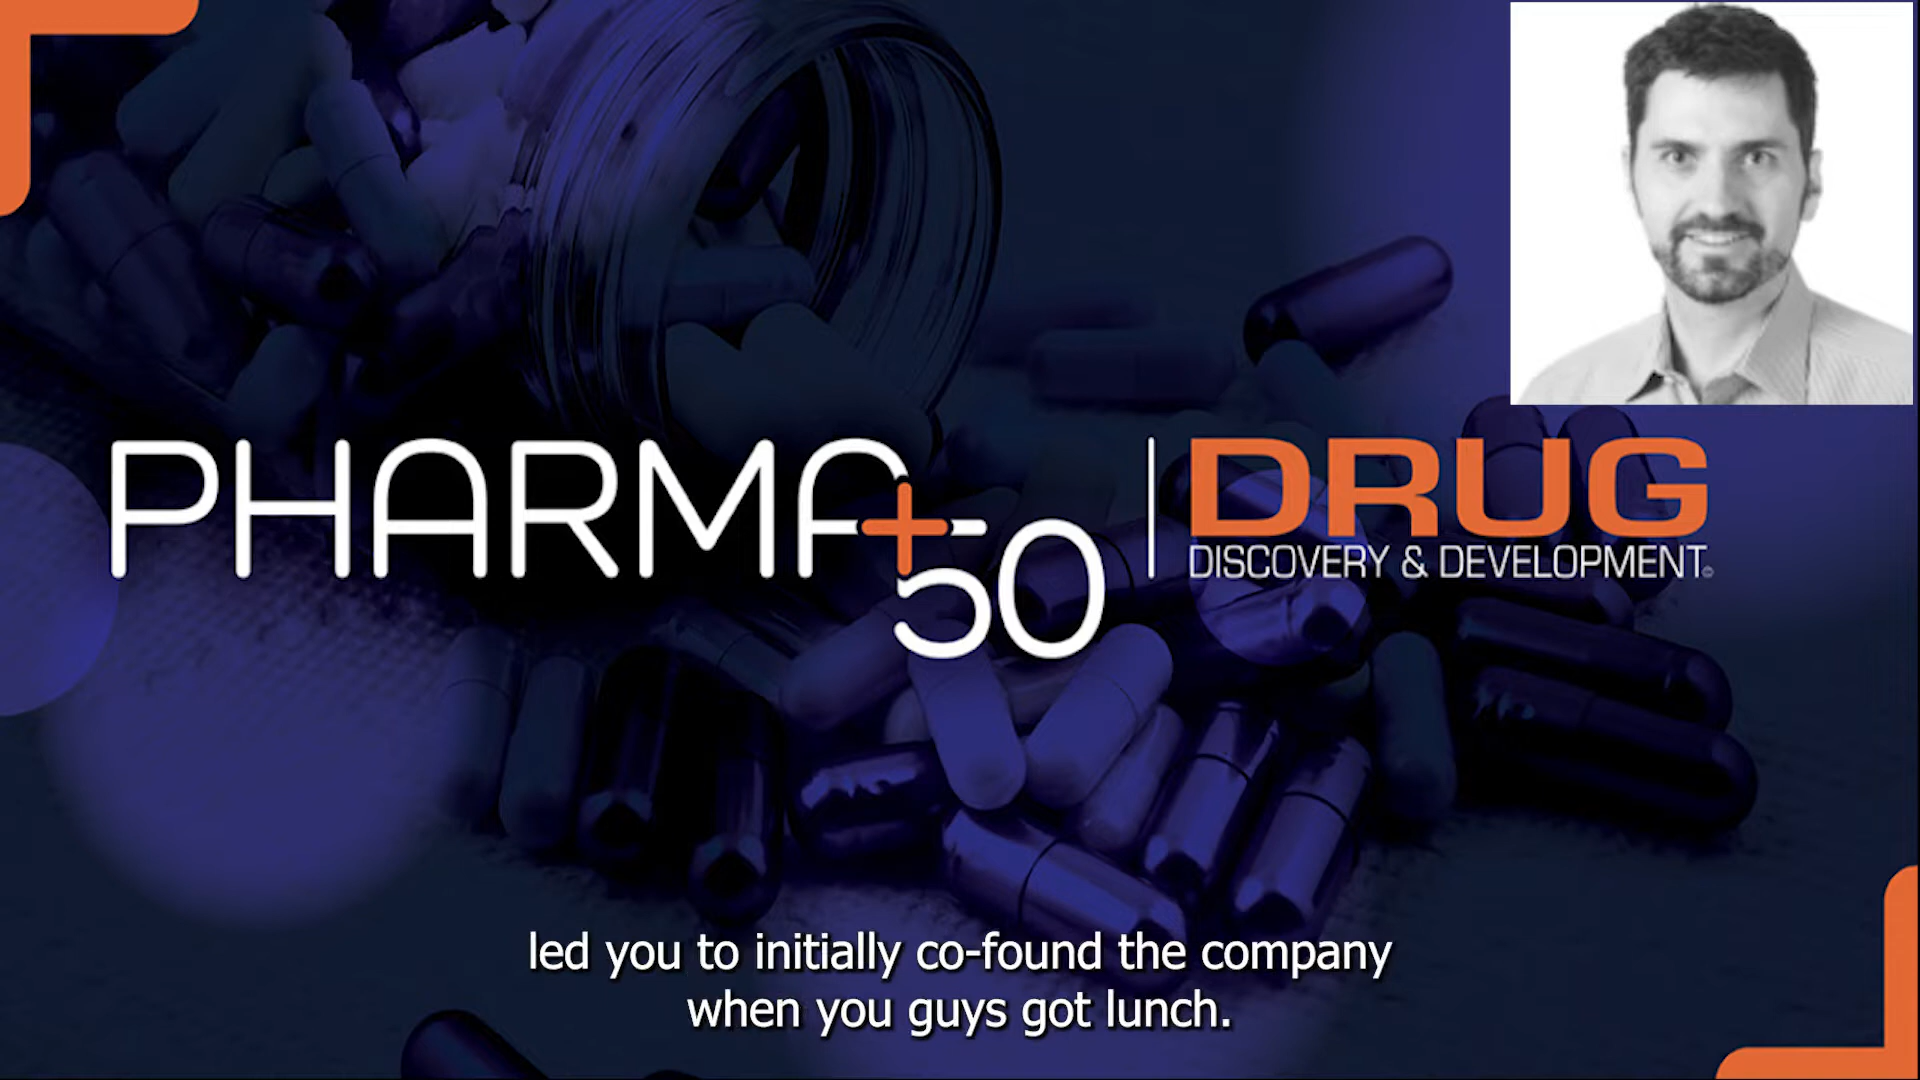 PHARMA+50
DRUG
DISCOVERY & DEVELOPMENT
led you to initially co-found the company
when you guys got lunch.